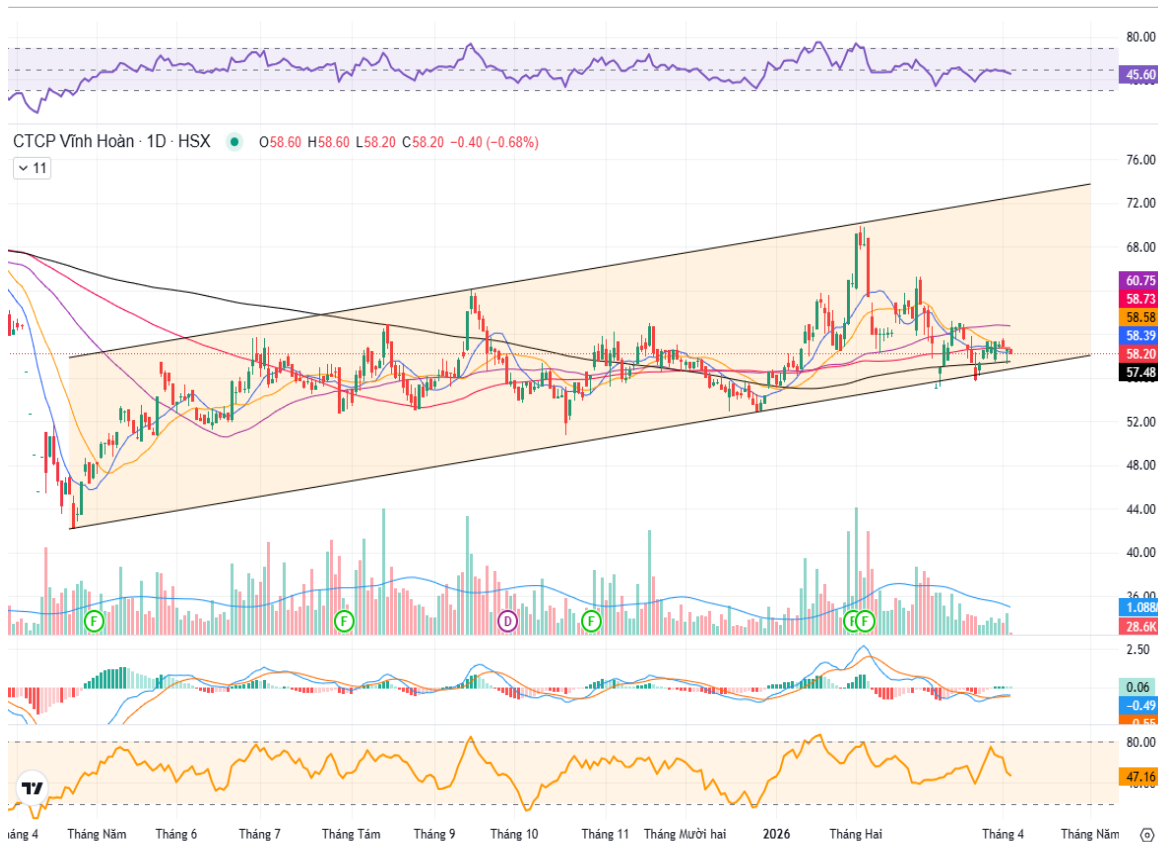 80.00
45.60
CTCP Vĩnh Hoàn · 1D · HSX O58.60 H58.60 L58.20 C58.20 −0.40 (−0.68%)
11
76.00
72.00
68.00
60.75
58.73
58.58
58.39
58.20
57.48
52.00
48.00
44.00
40.00
36.00
1.088M
28.6K
F
F
D
F
F
F
2.50
0.06
−0.49
−0.55
80.00
47.16
háng 4 Tháng Năm Tháng 6 Tháng 7 Tháng Tám Tháng 9 Tháng 10 Tháng 11 Tháng Mười hai 2026 Tháng Hai Tháng 4 Tháng Năm